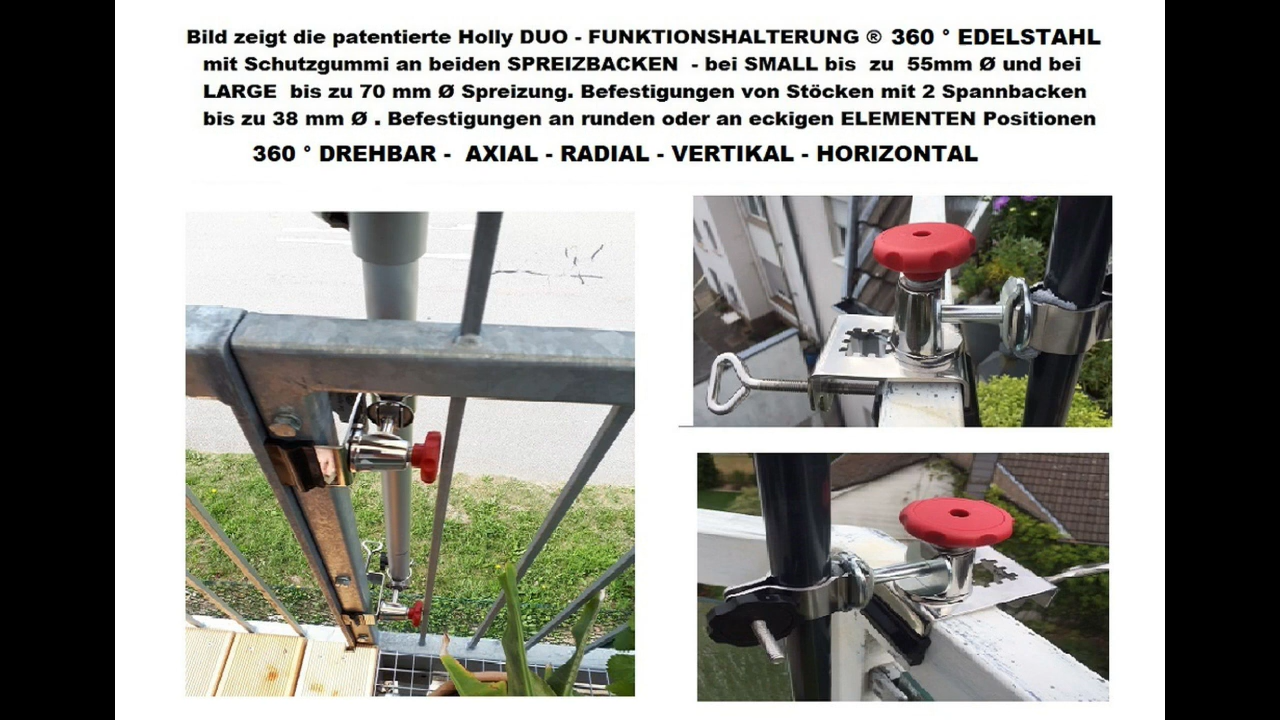 Bild zeigt die patentierte Holly DUO - FUNKTIONSHALTERUNG ® 360 ° EDELSTAHL
mit Schutzgummi an beiden SPREIZBACKEN - bei SMALL bis zu 55mm Ø und bei
LARGE bis zu 70 mm Ø Spreizung. Befestigungen von Stöcken mit 2 Spannbacken
bis zu 38 mm Ø . Befestigungen an runden oder an eckigen ELEMENTEN Positionen
360 ° DREHBAR - AXIAL - RADIAL - VERTIKAL - HORIZONTAL